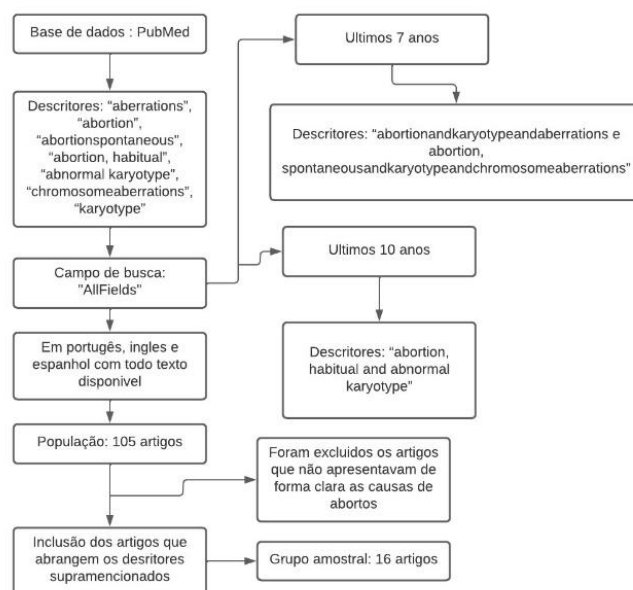 Base de dados : PubMed
Descritores: “aberrations”,
“abortion”,
“abortionspontaneous”,
“abortion, habitual”,
“abnormal karyotype”,
“chromosomeaberrations”,
“karyotype”
Campo de busca:
"AllFields"
Ultimos 7 anos
Descritores: “abortionandkaryotypeandaberrations e
abortion,
spontaneousandkaryotypeandchromosomeaberrations”
Ultimos 10 anos
Descritores: “abortion,
habitual and abnormal
karyotype”
Em portugês, ingles e
espanhol com todo texto
disponivel
População: 105 artigos
Foram excluidos os artigos
que não apresentavam de
forma clara as causas de
abortos
Inclusão dos artigos que
abrangem os desritores
supramencionados
Grupo amostral: 16 artigos